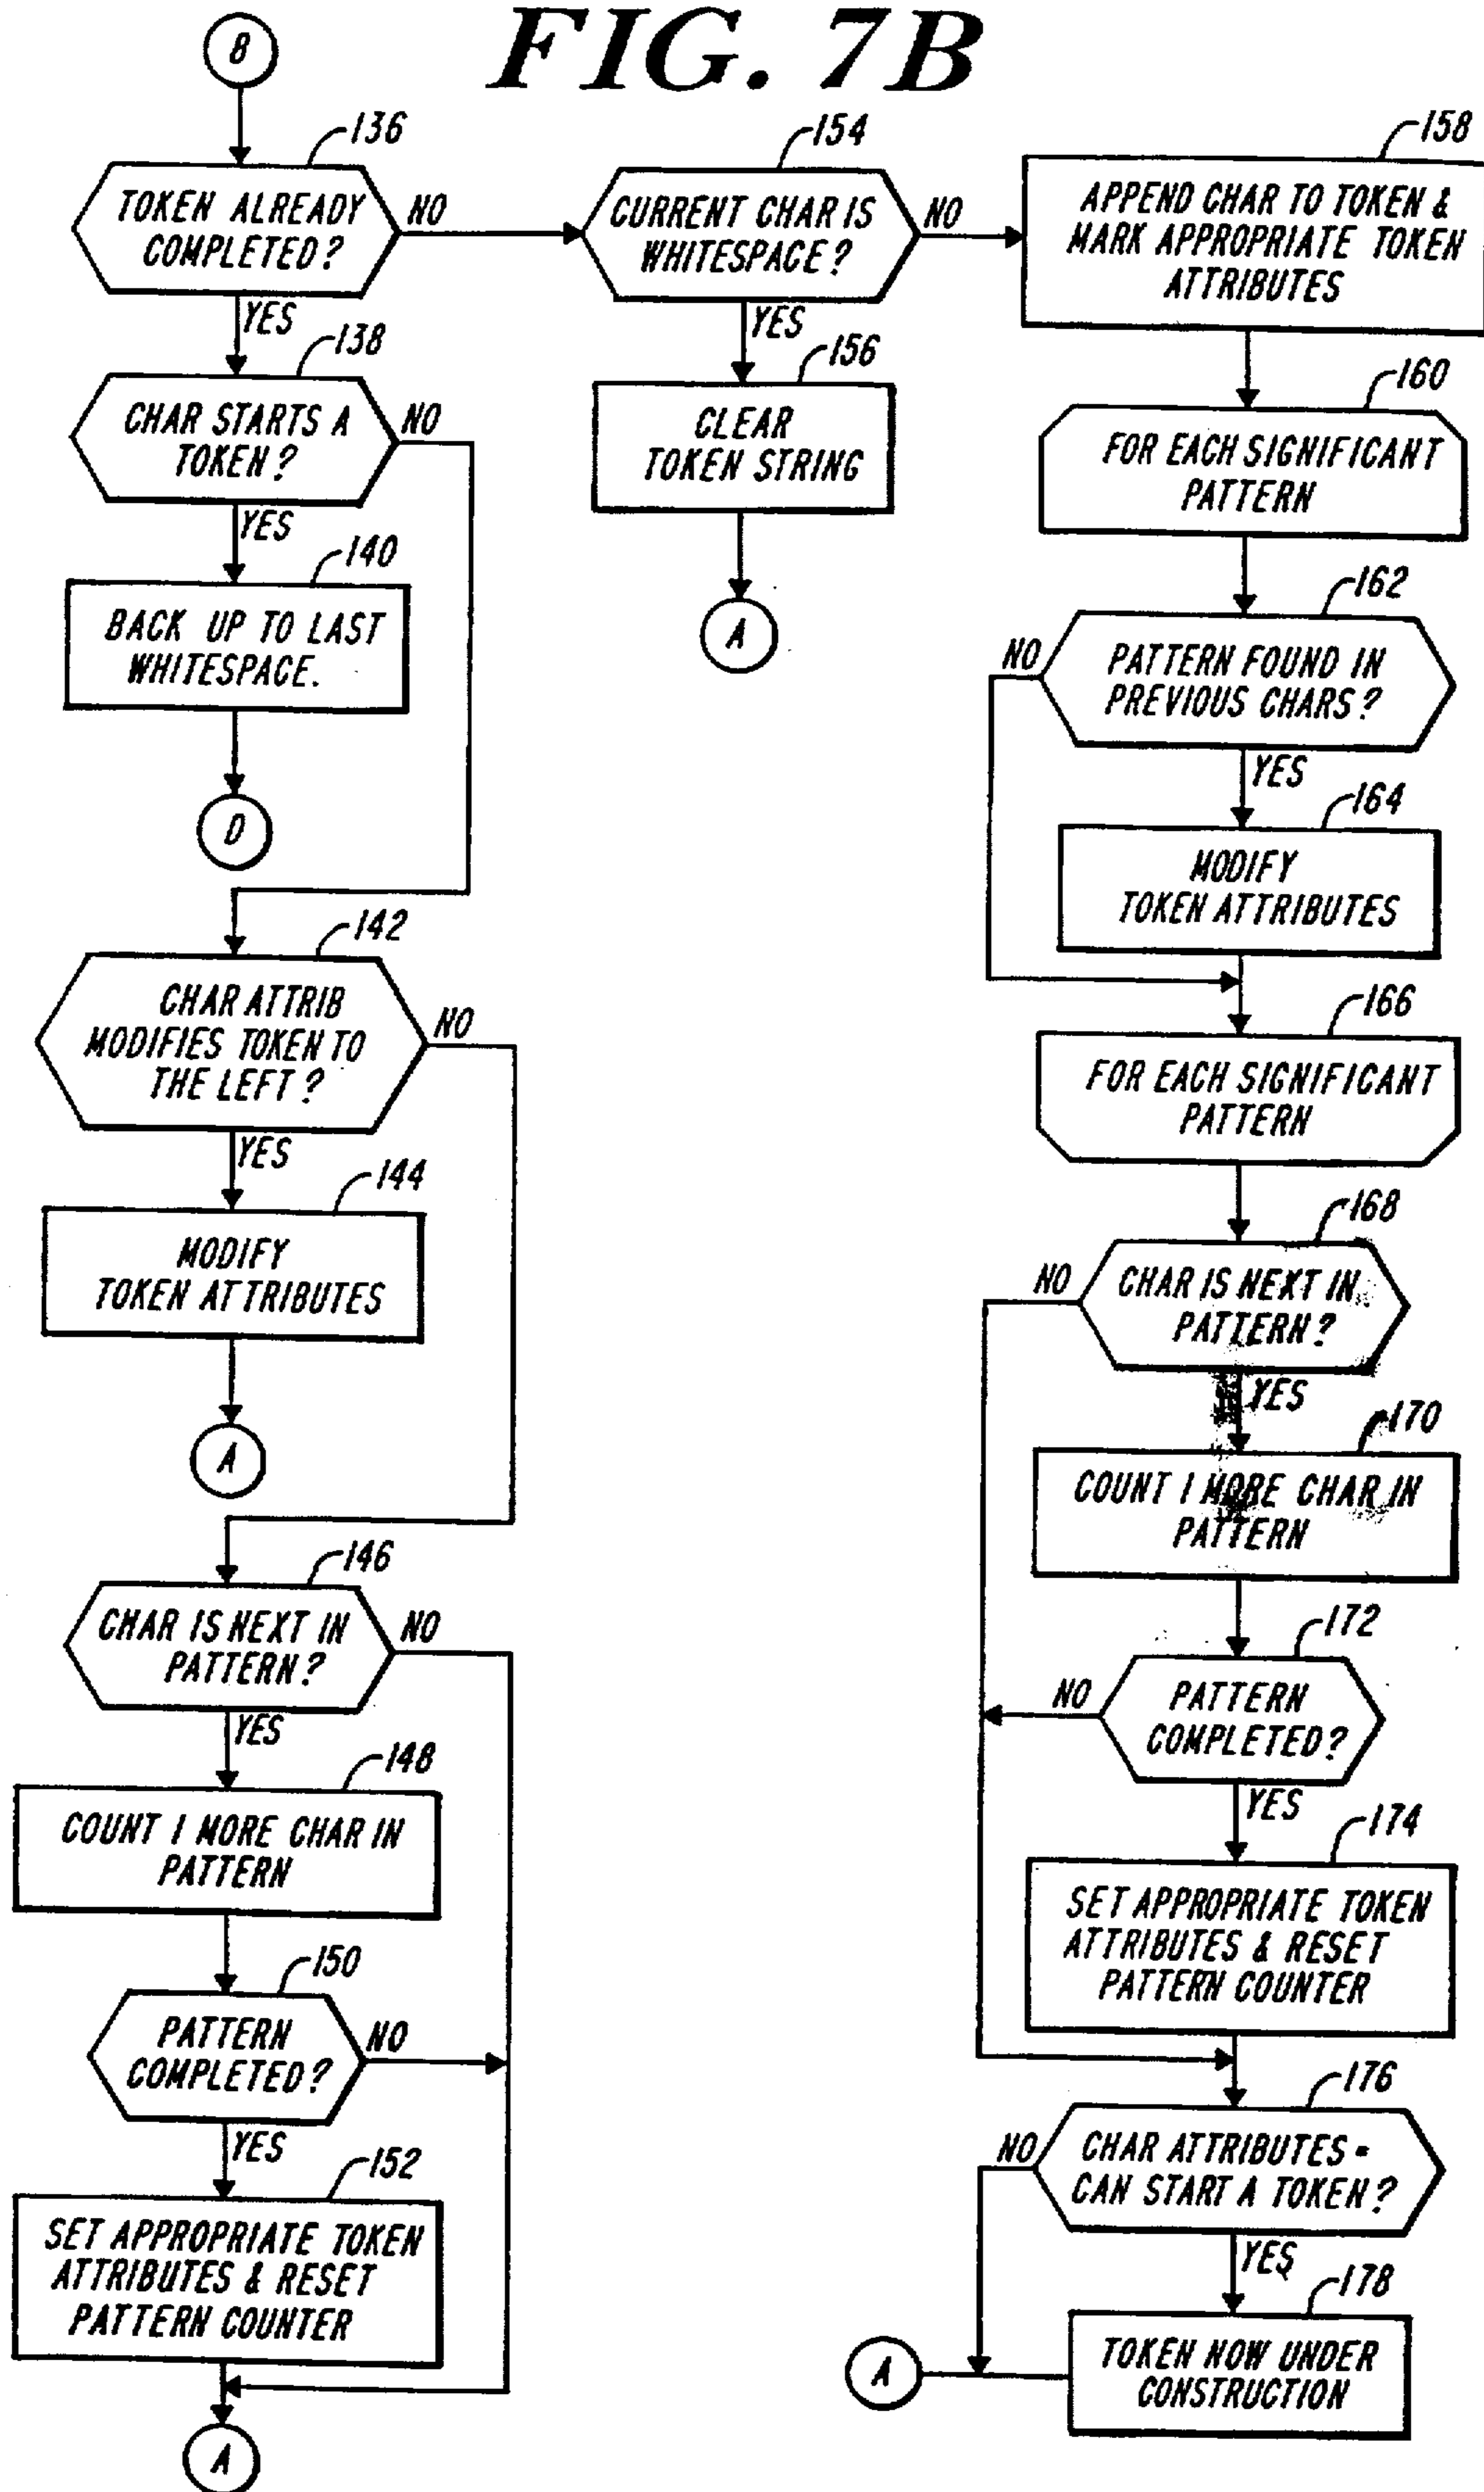 FIG. 7B
B
136
TOKEN ALREADY
COMPLETED?
NO
YES
138
CHAR STARTS A
TOKEN?
NO
YES
140
BACK UP TO LAST
WHITESPACE.
D
142
CHAR ATTRIB
MODIFIES TOKEN TO
THE LEFT?
NO
YES
144
MODIFY
TOKEN ATTRIBUTES
A
146
CHAR IS NEXT IN
PATTERN?
NO
YES
148
COUNT 1 MORE CHAR IN
PATTERN
150
PATTERN
COMPLETED?
NO
YES
152
SET APPROPRIATE TOKEN
ATTRIBUTES & RESET
PATTERN COUNTER
A
154
CURRENT CHAR IS
WHITESPACE?
NO
YES
156
CLEAR
TOKEN STRING
A
158
APPEND CHAR TO TOKEN &
MARK APPROPRIATE TOKEN
ATTRIBUTES
160
FOR EACH SIGNIFICANT
PATTERN
162
NO
PATTERN FOUND IN
PREVIOUS CHARS?
YES
164
MODIFY
TOKEN ATTRIBUTES
166
FOR EACH SIGNIFICANT
PATTERN
168
NO
CHAR IS NEXT IN
PATTERN?
YES
170
COUNT 1 MORE CHAR IN
PATTERN
172
NO
PATTERN
COMPLETED?
YES
174
SET APPROPRIATE TOKEN
ATTRIBUTES & RESET
PATTERN COUNTER
176
NO
CHAR ATTRIBUTES =
CAN START A TOKEN?
YES
178
TOKEN NOW UNDER
CONSTRUCTION
A